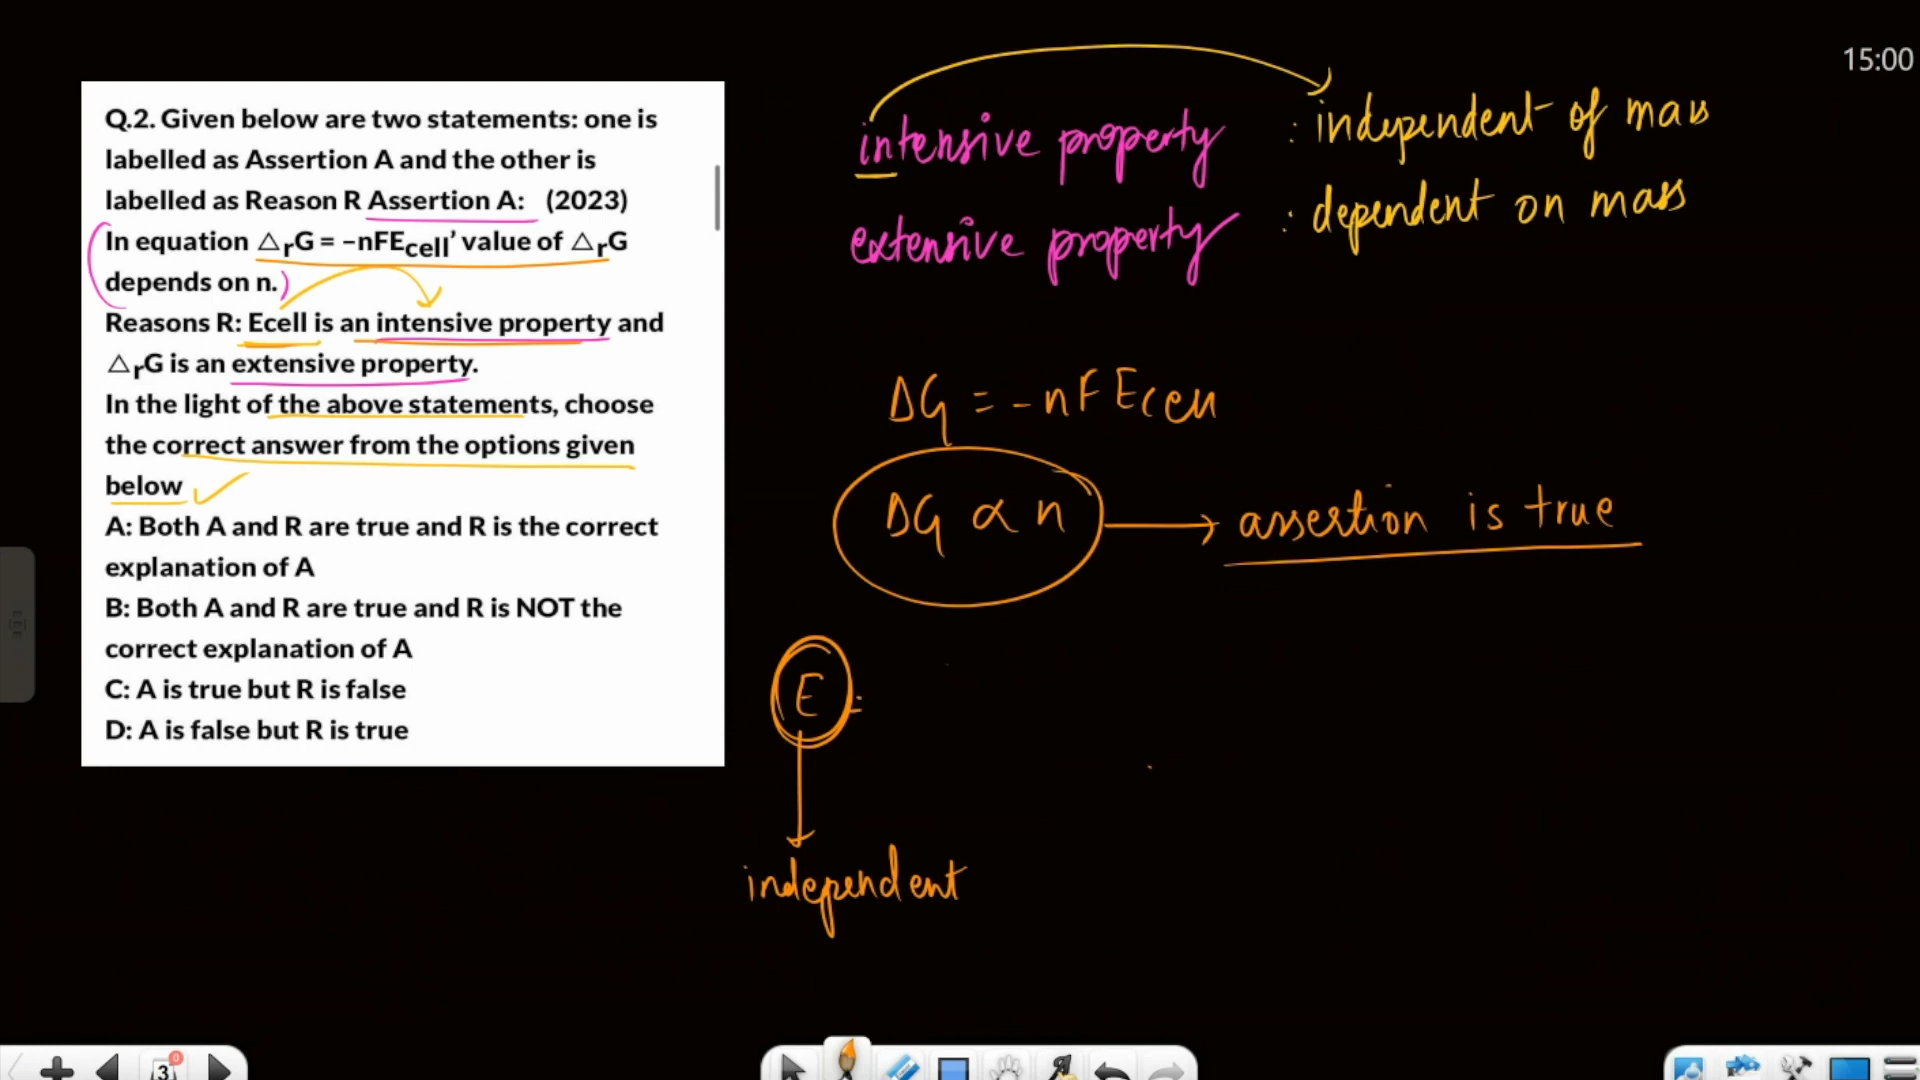 15:00
Q.2. Given below are two statements: one is
labelled as Assertion A and the other is
labelled as Reason R Assertion A: (2023)
In equation △rG = −nFEcell’ value of △rG
depends on n.
Reasons R: Ecell is an intensive property and
△rG is an extensive property.
In the light of the above statements, choose
the correct answer from the options given
below
A: Both A and R are true and R is the correct
explanation of A
B: Both A and R are true and R is NOT the
correct explanation of A
C: A is true but R is false
D: A is false but R is true
intensive property : independent of mass
extensive property : dependent on mass
ΔG = -nFEcell
ΔG ∝ n → assertion is true
E =
independent
3
0